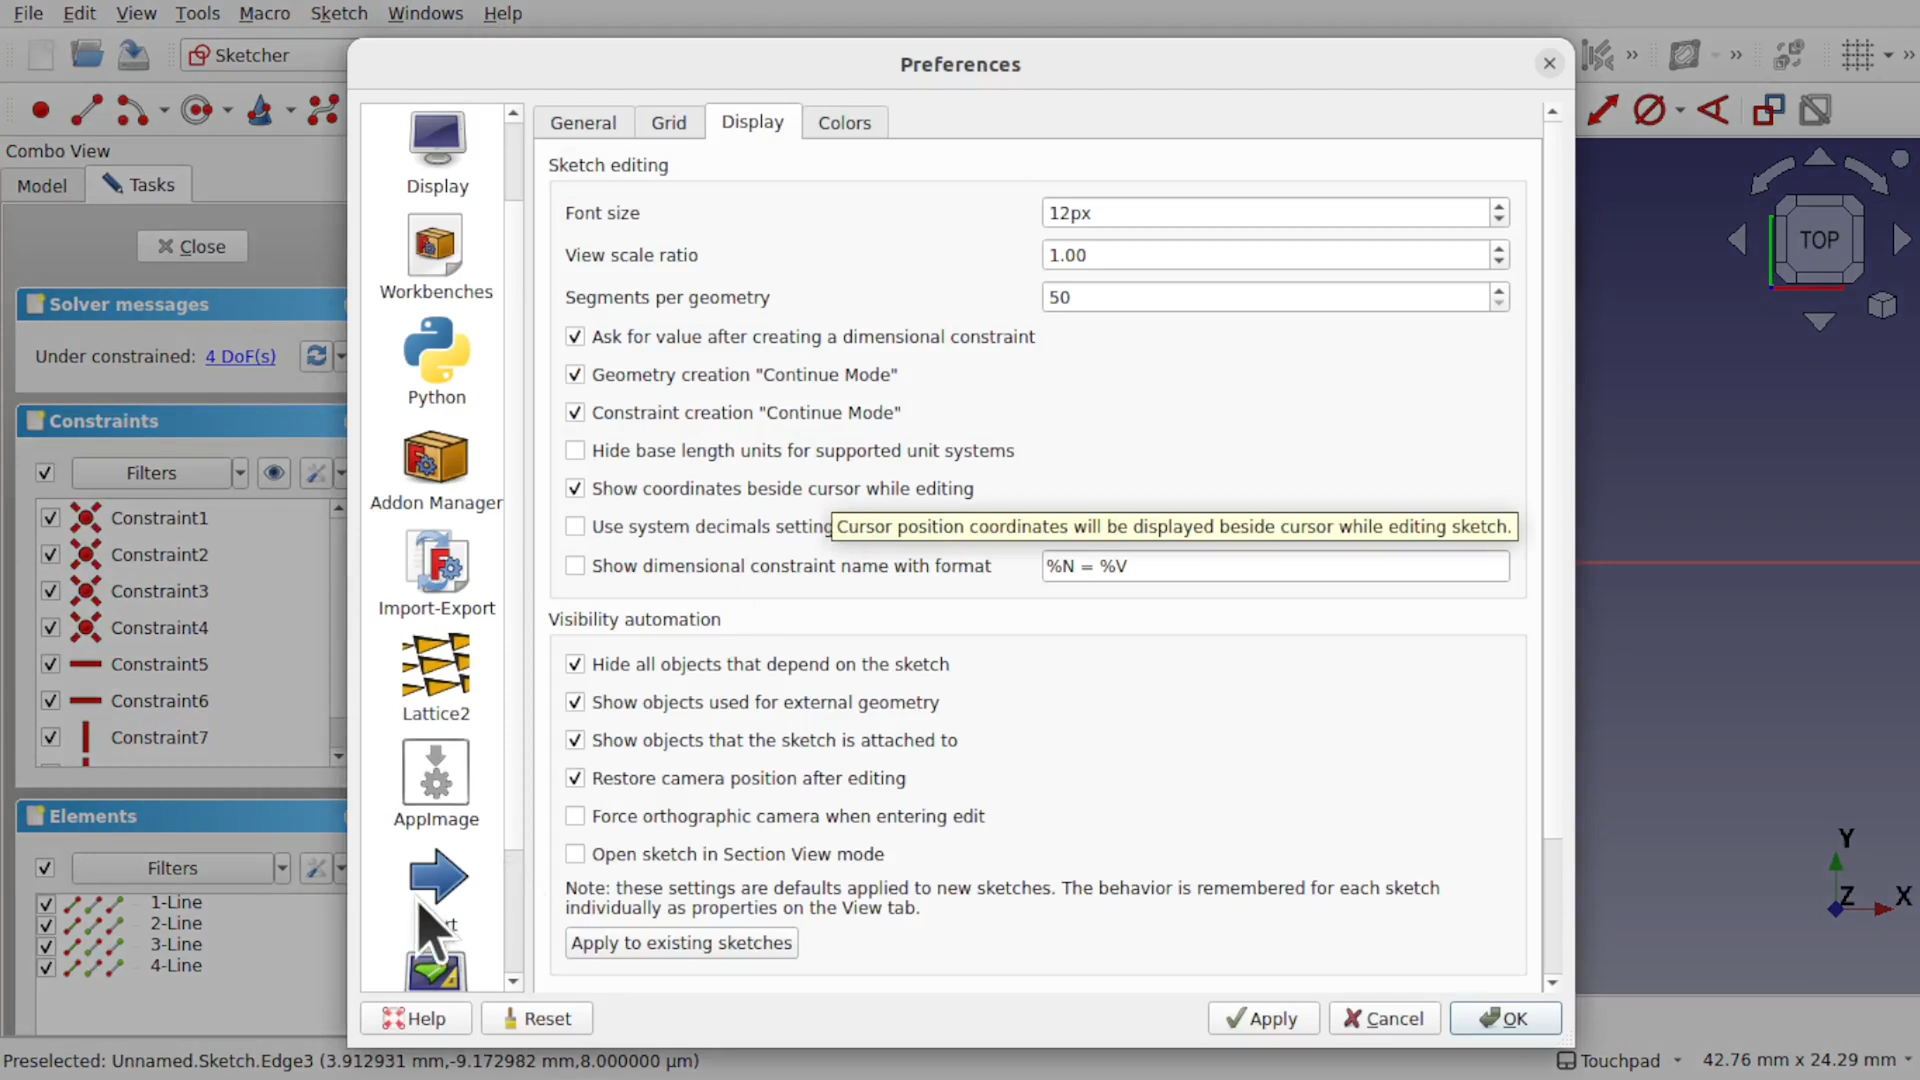 File Edit View Tools Macro Sketch Windows Help
Sketcher
Preferences
Combo View
Model Tasks
Close
Solver messages
Under constrained: 4 DoF(s)
Constraints
Filters
Constraint1
Constraint2
Constraint3
Constraint4
Constraint5
Constraint6
Constraint7
Elements
Filters
1-Line
2-Line
3-Line
4-Line
Display
Workbenches
Python
Addon Manager
Import-Export
Lattice2
AppImage
General Grid Display Colors
Sketch editing
Font size 12px
View scale ratio 1.00
Segments per geometry 50
Ask for value after creating a dimensional constraint
Geometry creation "Continue Mode"
Constraint creation "Continue Mode"
Hide base length units for supported unit systems
Show coordinates beside cursor while editing
Use system decimals setting
Cursor position coordinates will be displayed beside cursor while editing sketch.
Show dimensional constraint name with format %N = %V
Visibility automation
Hide all objects that depend on the sketch
Show objects used for external geometry
Show objects that the sketch is attached to
Restore camera position after editing
Force orthographic camera when entering edit
Open sketch in Section View mode
Note: these settings are defaults applied to new sketches. The behavior is remembered for each sketch
individually as properties on the View tab.
Apply to existing sketches
Help Reset Apply Cancel OK
TOP
Y
Z X
Preselected: Unnamed.Sketch.Edge3 (3.912931 mm,-9.172982 mm,8.000000 µm)
Touchpad 42.76 mm x 24.29 mm